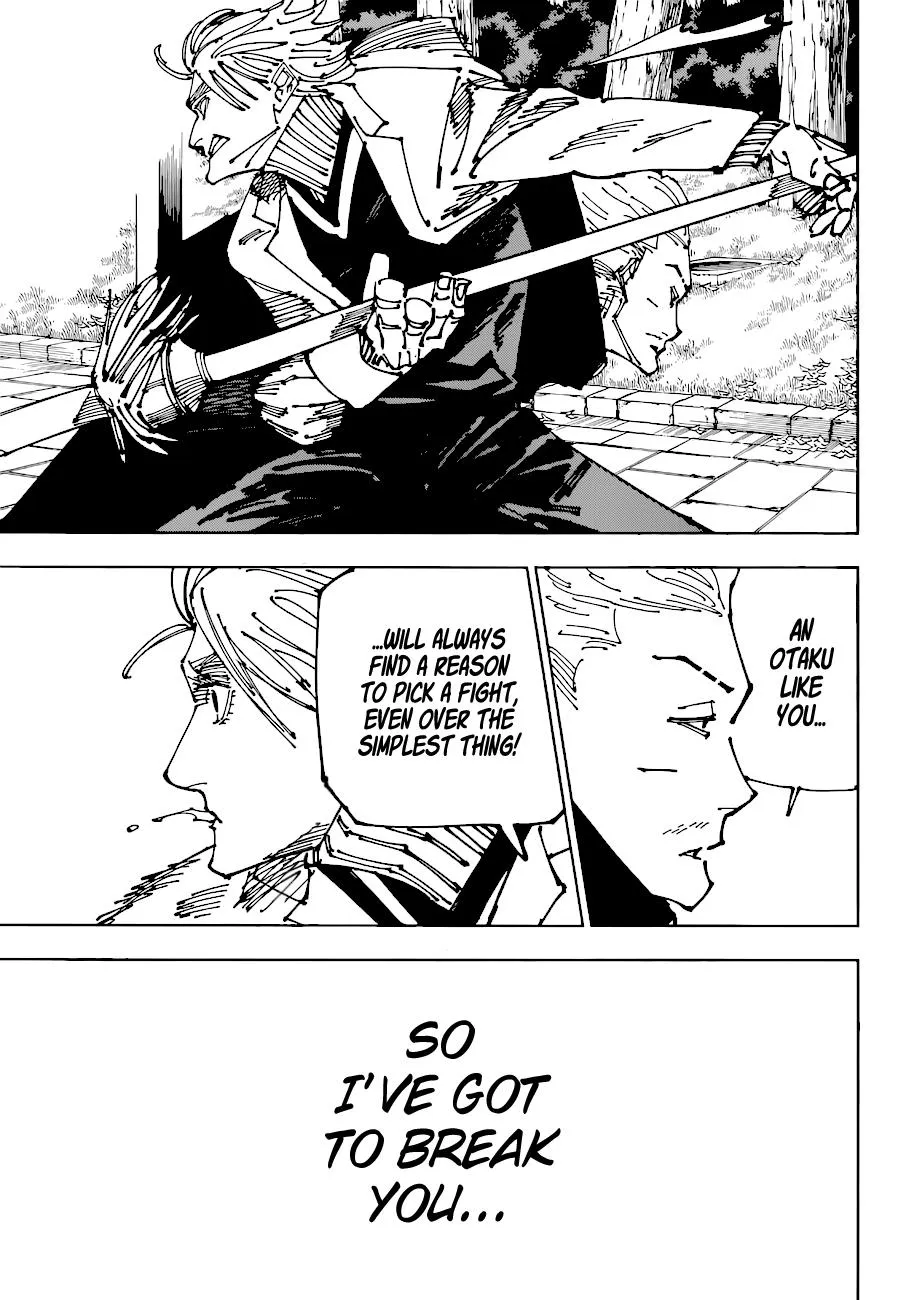 AN
OTAKU
LIKE
YOU...
...WILL ALWAYS
FIND A REASON
TO PICK A FIGHT,
EVEN OVER THE
SIMPLEST THING!
SO
I'VE GOT
TO BREAK
YOU...